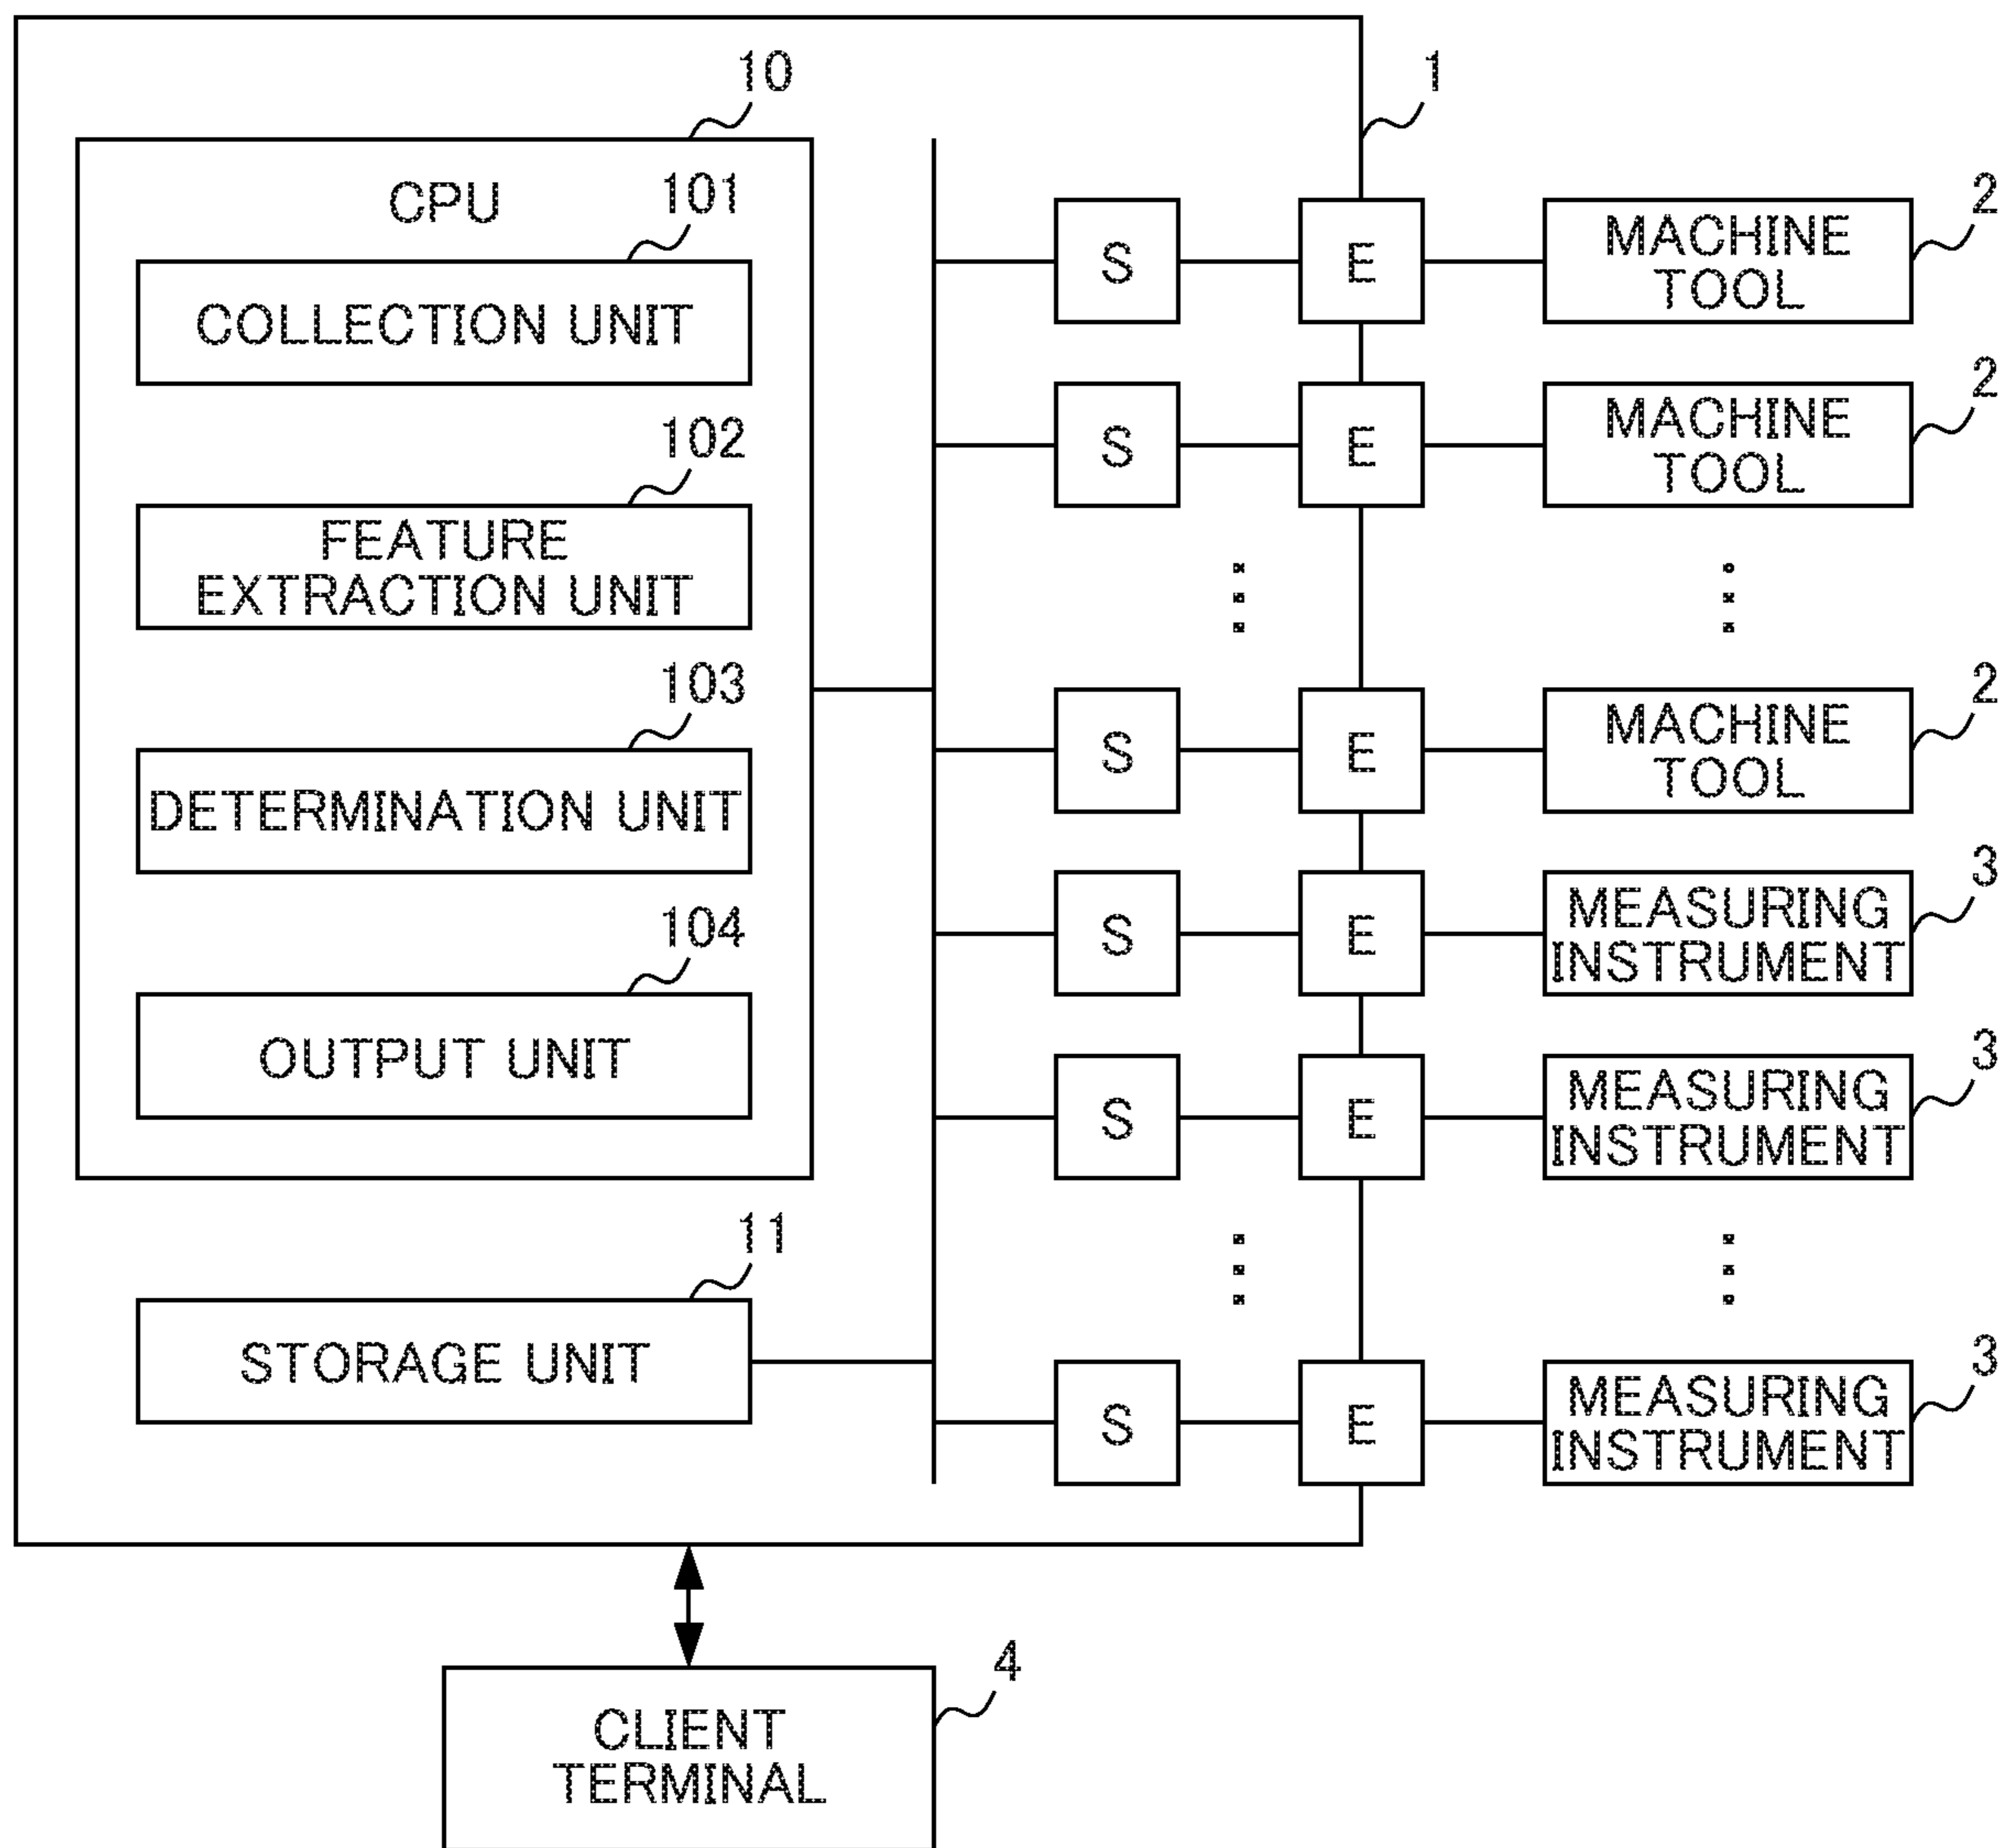 10
1
CPU
101
COLLECTION UNIT
102
FEATURE
EXTRACTION UNIT
103
DETERMINATION UNIT
104
OUTPUT UNIT
11
STORAGE UNIT
S
E
MACHINE
TOOL
2
S
E
MACHINE
TOOL
2
S
E
MACHINE
TOOL
2
S
E
MEASURING
INSTRUMENT
3
S
E
MEASURING
INSTRUMENT
3
S
E
MEASURING
INSTRUMENT
3
4
CLIENT
TERMINAL